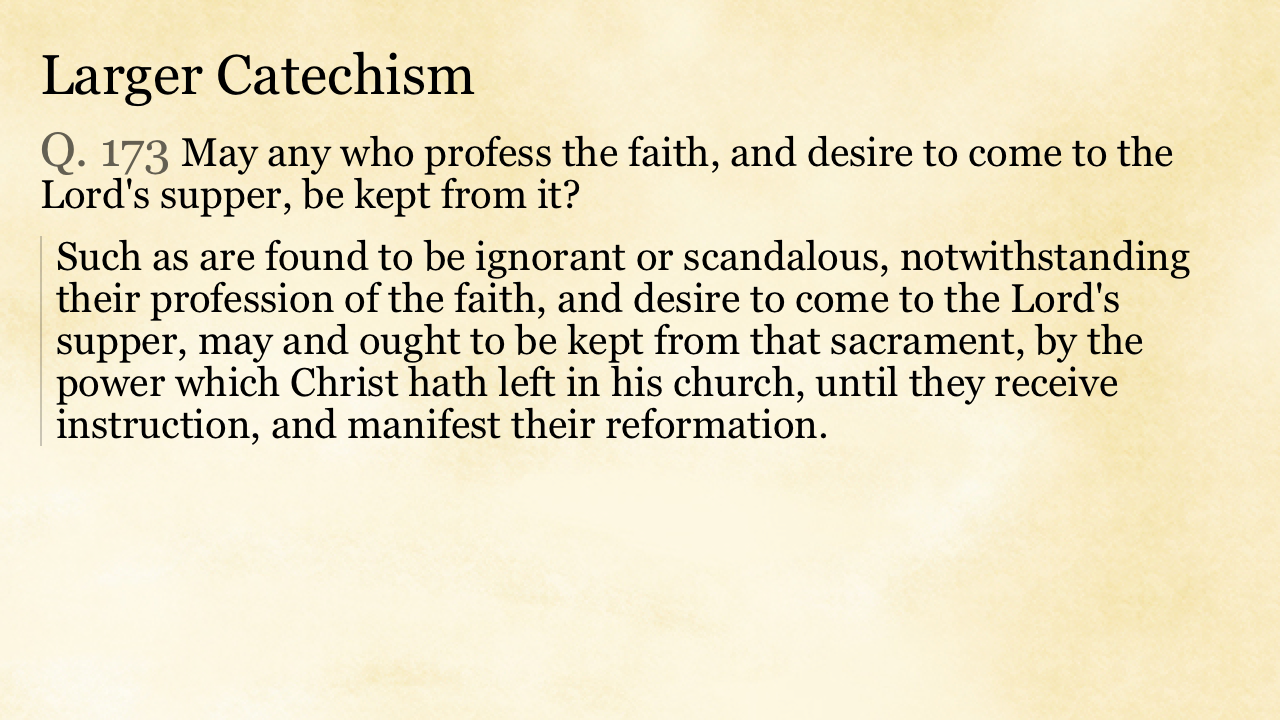 Larger Catechism
Q. 173 May any who profess the faith, and desire to come to the
Lord's supper, be kept from it?
Such as are found to be ignorant or scandalous, notwithstanding
their profession of the faith, and desire to come to the Lord's
supper, may and ought to be kept from that sacrament, by the
power which Christ hath left in his church, until they receive
instruction, and manifest their reformation.